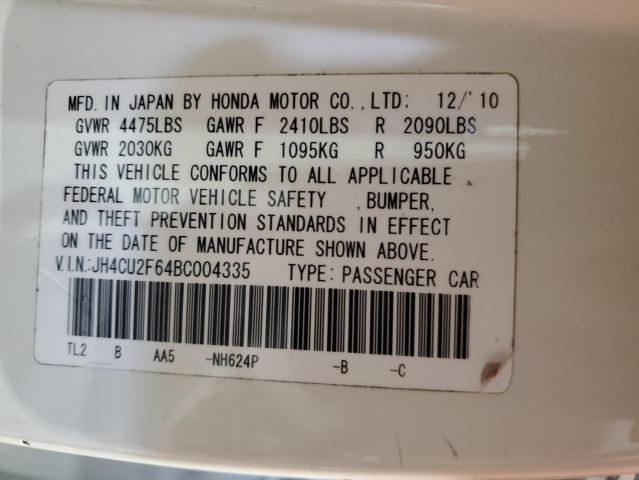 MFD. IN JAPAN BY HONDA MOTOR CO.,LTD: 12/'10
GVWR 4475LBS GAWR F 2410LBS R 2090LBS
GVWR 2030KG GAWR F 1095KG R 950KG
THIS VEHICLE CONFORMS TO ALL APPLICABLE
FEDERAL MOTOR VEHICLE SAFETY ,BUMPER,
AND THEFT PREVENTION STANDARDS IN EFFECT
ON THE DATE OF MANUFACTURE SHOWN ABOVE.
V.I.N.:JH4CU2F64BC004335 TYPE: PASSENGER CAR
TL2 B AA5 -NH624P -B -C